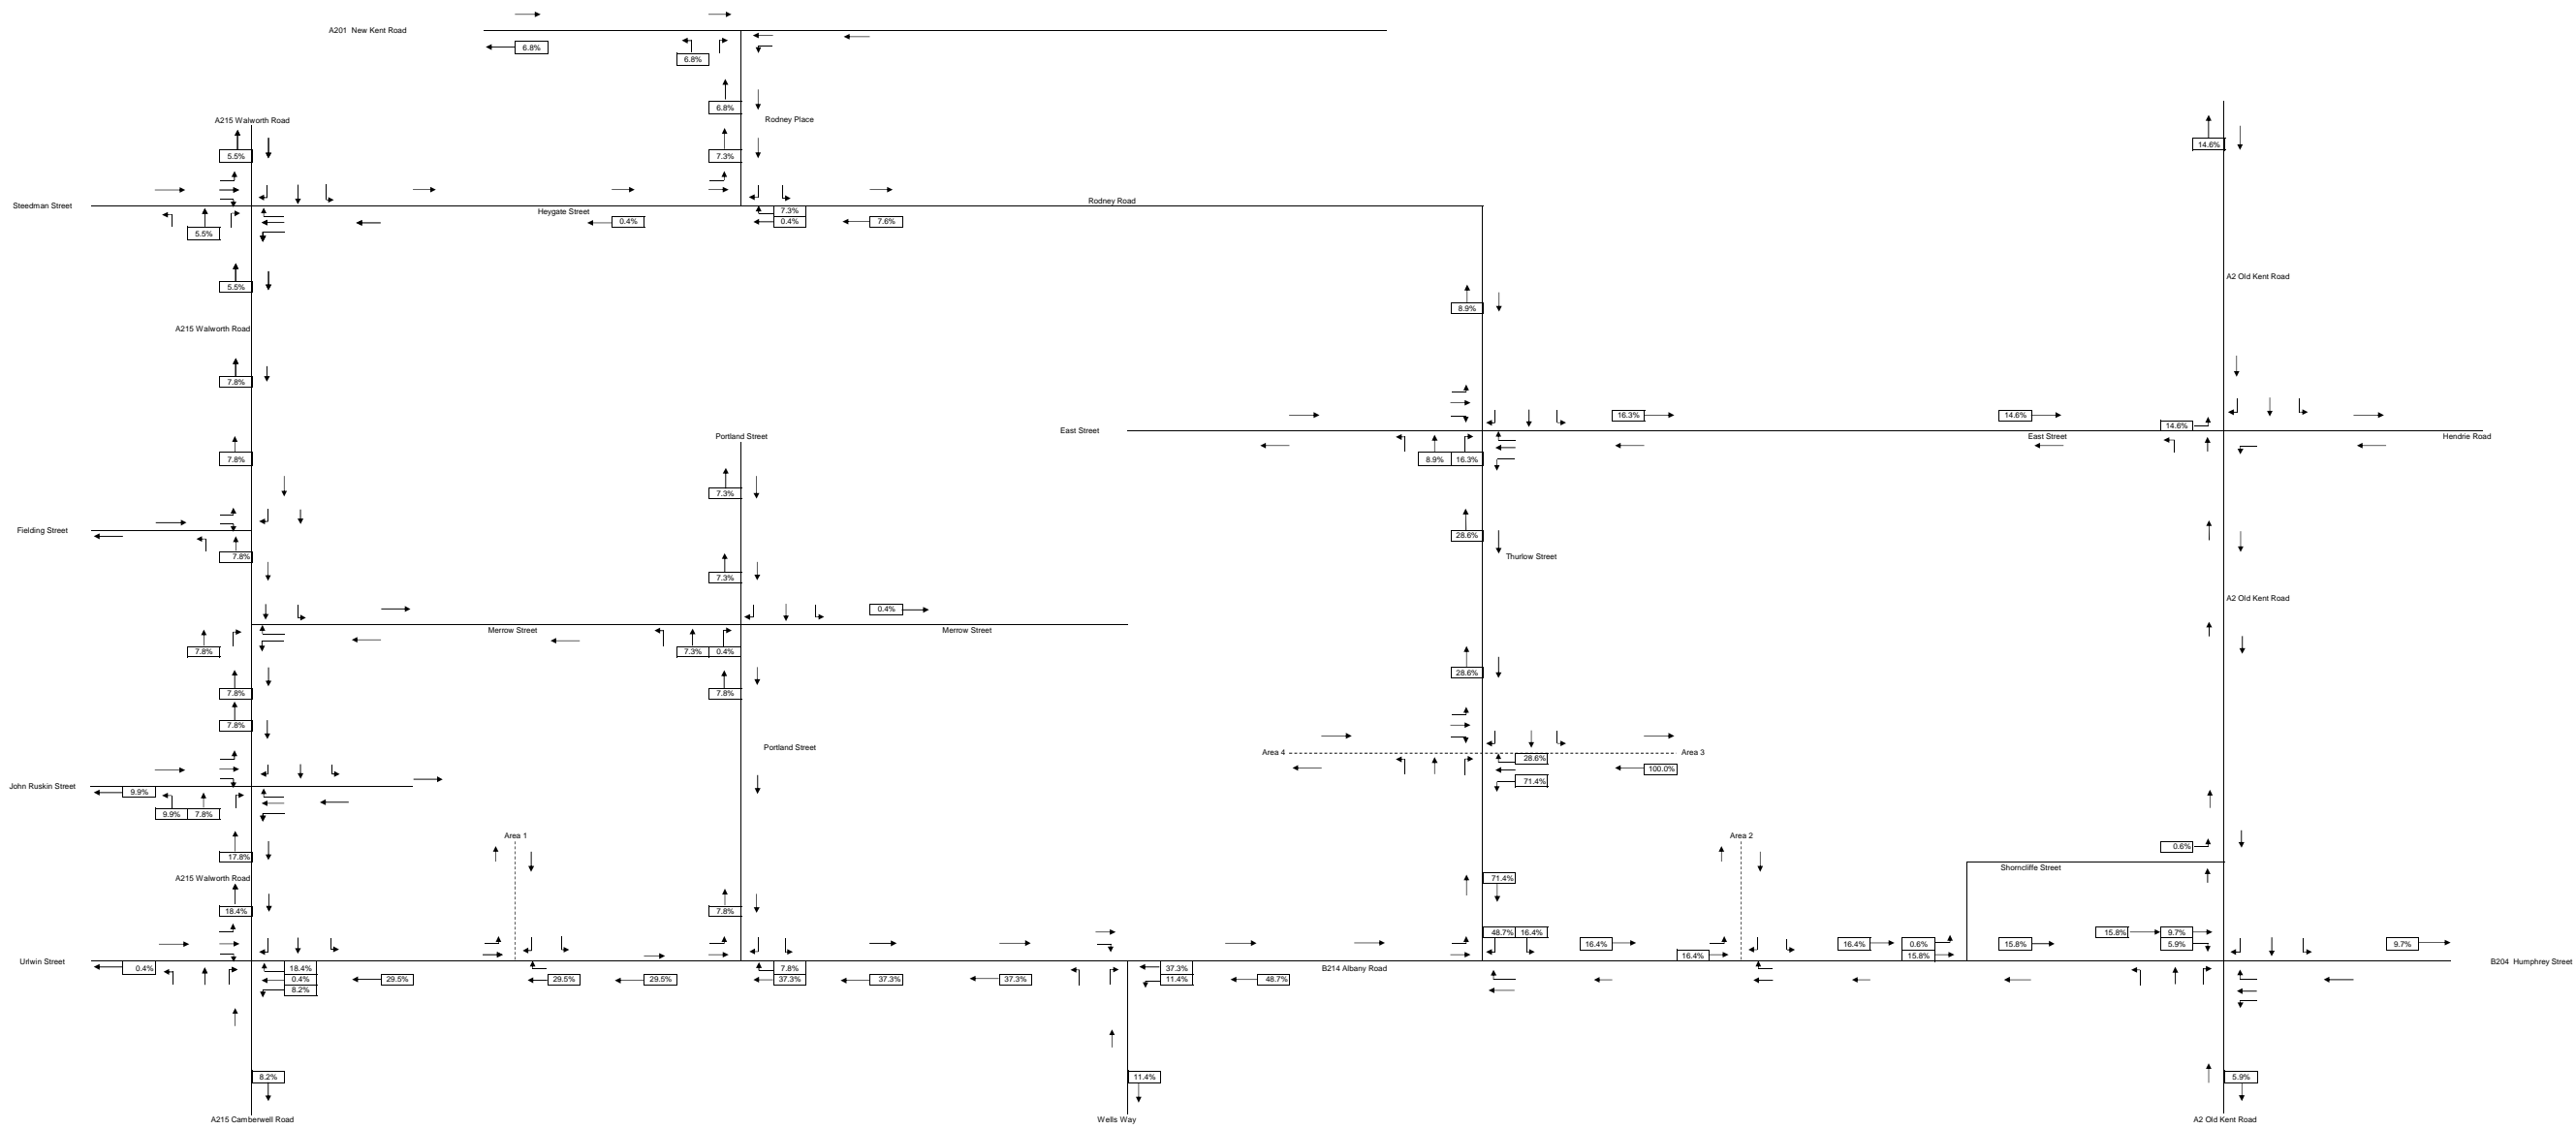 A201 New Kent Road
6.8%
6.8%
6.8%
A215 Walworth Road
Rodney Place
5.5%
7.3%
14.6%
Steedman Street
Heygate Street
Rodney Road
7.3%
0.4%
0.4%
7.6%
5.5%
5.5%
A2 Old Kent Road
8.9%
A215 Walworth Road
7.8%
16.3%
14.6%
14.6%
East Street
East Street
Hendrie Road
Portland Street
7.8%
8.9%
16.3%
7.3%
Fielding Street
28.6%
7.8%
Thurlow Street
7.3%
A2 Old Kent Road
0.4%
Merrow Street
Merrow Street
7.8%
7.3%
0.4%
28.6%
7.8%
7.8%
7.8%
Portland Street
Area 4
Area 3
28.6%
100.0%
71.4%
John Ruskin Street
9.9%
9.9%
7.8%
Area 1
Area 2
0.6%
17.8%
Shorncliffe Street
A215 Walworth Road
71.4%
18.4%
7.8%
48.7%
16.4%
15.8%
9.7%
16.4%
16.4%
0.6%
15.8%
5.9%
9.7%
16.4%
15.8%
Urlwin Street
0.4%
18.4%
7.8%
37.3%
B214 Albany Road
B204 Humphrey Street
0.4%
29.5%
29.5%
29.5%
37.3%
37.3%
37.3%
11.4%
48.7%
8.2%
8.2%
11.4%
5.9%
A215 Camberwell Road
Wells Way
A2 Old Kent Road